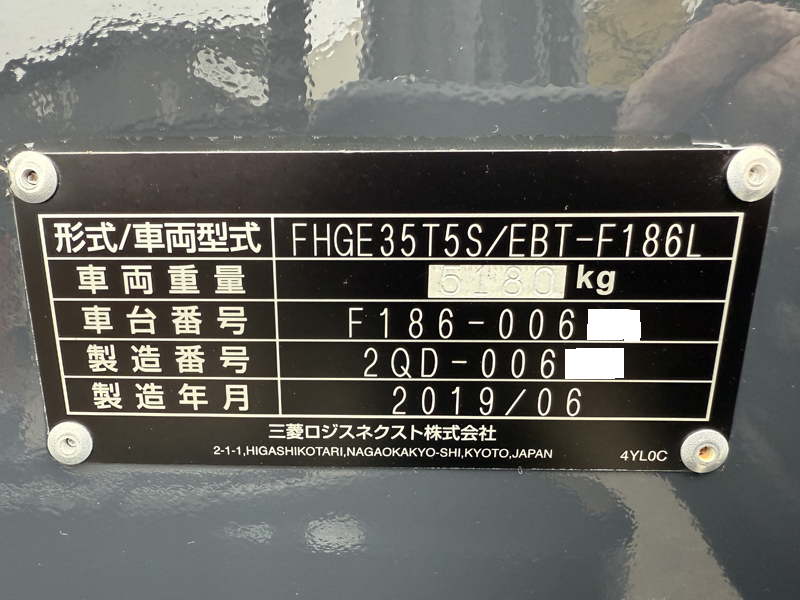 形式/車両型式 FHGE35T5S/EBT-F186L
車両重量 5180 kg
車台番号 F186-006
製造番号 2QD-006
製造年月 2019/06
三菱ロジスネクスト株式会社
2-1-1,HIGASHIKOTARI,NAGAOKAKYO-SHI,KYOTO,JAPAN 4YL0C